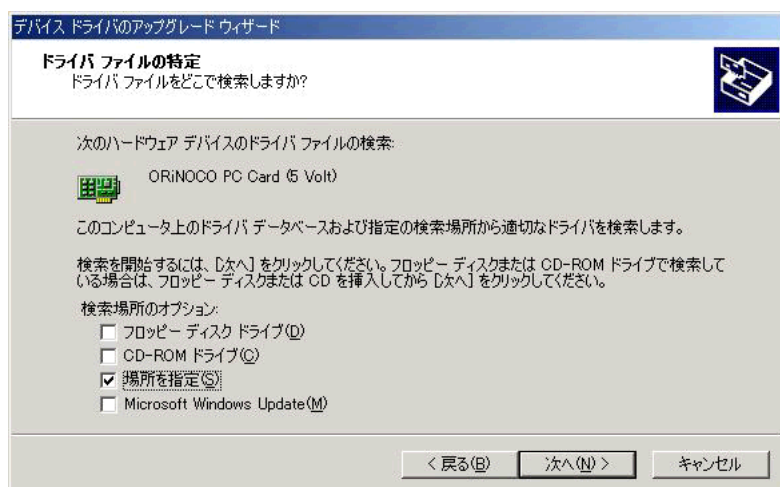 デバイス ドライバのアップグレード ウィザード
ドライバ ファイルの特定
ドライバ ファイルをどこで検索しますか?
次のハードウェア デバイスのドライバ ファイルの検索:
ORiNOCO PC Card (5 Volt)
このコンピュータ上のドライバ データベースおよび指定の検索場所から適切なドライバを検索します。
検索を開始するには、[次へ] をクリックしてください。フロッピー ディスクまたは CD-ROM ドライブで検索して
いる場合は、フロッピー ディスクまたは CD を挿入してから [次へ] をクリックしてください。
検索場所のオプション:
フロッピー ディスク ドライブ(D)
CD-ROM ドライブ(C)
場所を指定(S)
Microsoft Windows Update(M)
< 戻る(B) 次へ(N) > キャンセル